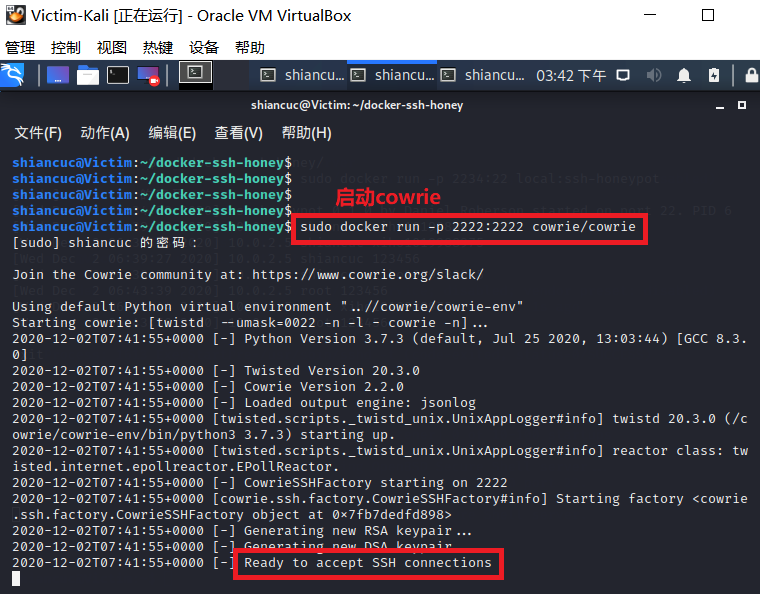 Victim-Kali [正在运行] - Oracle VM VirtualBox
管理 控制 视图 热键 设备 帮助
shiancuc... shiancuc... shiancuc... 03:42 下午
shiancuc@Victim: ~/docker-ssh-honey
文件(F) 动作(A) 编辑(E) 查看(V) 帮助(H)
shiancuc@Victim:~/docker-ssh-honey$
shiancuc@Victim:~/docker-ssh-honey$
shiancuc@Victim:~/docker-ssh-honey$
启动cowrie
shiancuc@Victim:~/docker-ssh-honey$
shiancuc@Victim:~/docker-ssh-honey$ sudo docker run -p 2222:2222 cowrie/cowrie
[sudo] shiancuc 的密码：
Join the Cowrie community at: https://www.cowrie.org/slack/
Using default Python virtual environment "..//cowrie/cowrie-env"
Starting cowrie: [twistd  --umask=0022 -n -l - cowrie -n]...
2020-12-02T07:41:55+0000 [-] Python Version 3.7.3 (default, Jul 25 2020, 13:03:44) [GCC 8.3.
0]
2020-12-02T07:41:55+0000 [-] Twisted Version 20.3.0
2020-12-02T07:41:55+0000 [-] Cowrie Version 2.2.0
2020-12-02T07:41:55+0000 [-] Loaded output engine: jsonlog
2020-12-02T07:41:55+0000 [twisted.scripts._twistd_unix.UnixAppLogger#info] twistd 20.3.0 (/c
owrie/cowrie-env/bin/python3 3.7.3) starting up.
2020-12-02T07:41:55+0000 [twisted.scripts._twistd_unix.UnixAppLogger#info] reactor class: tw
isted.internet.epollreactor.EPollReactor.
2020-12-02T07:41:55+0000 [-] CowrieSSHFactory starting on 2222
2020-12-02T07:41:55+0000 [cowrie.ssh.factory.CowrieSSHFactory#info] Starting factory <cowrie
.ssh.factory.CowrieSSHFactory object at 0x7fb7dedfd898>
2020-12-02T07:41:55+0000 [-] Generating new RSA keypair...
2020-12-02T07:41:55+0000 [-] Generating new DSA keypair...
2020-12-02T07:41:55+0000 [-] Ready to accept SSH connections